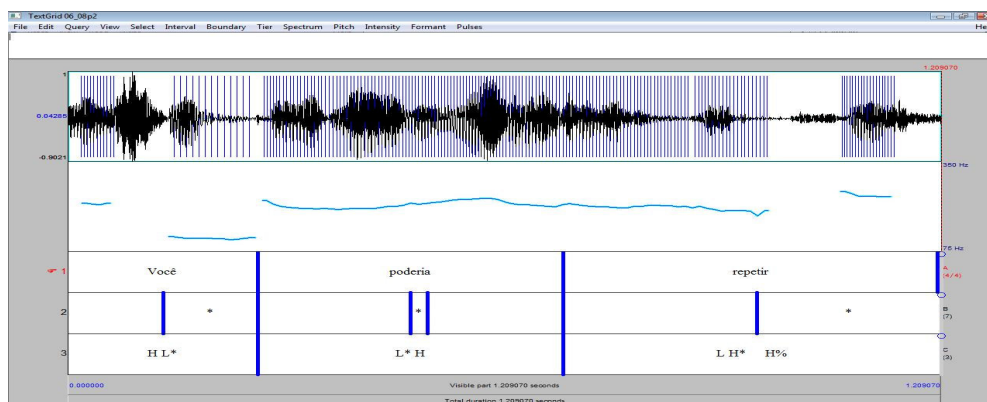 TextGrid 06_08p2
File Edit Query View Select Interval Boundary Tier Spectrum Pitch Intensity Formant Pulses He
1.209070
1
0.04285
-0.9021
350 Hz
75 Hz
1 Você poderia repetir A (4/4)
2 * * * B (7)
3 H L* L* H L H* H% C (3)
0.000000 Visible part 1.209070 seconds 1.209070
Total duration 1.209070 seconds